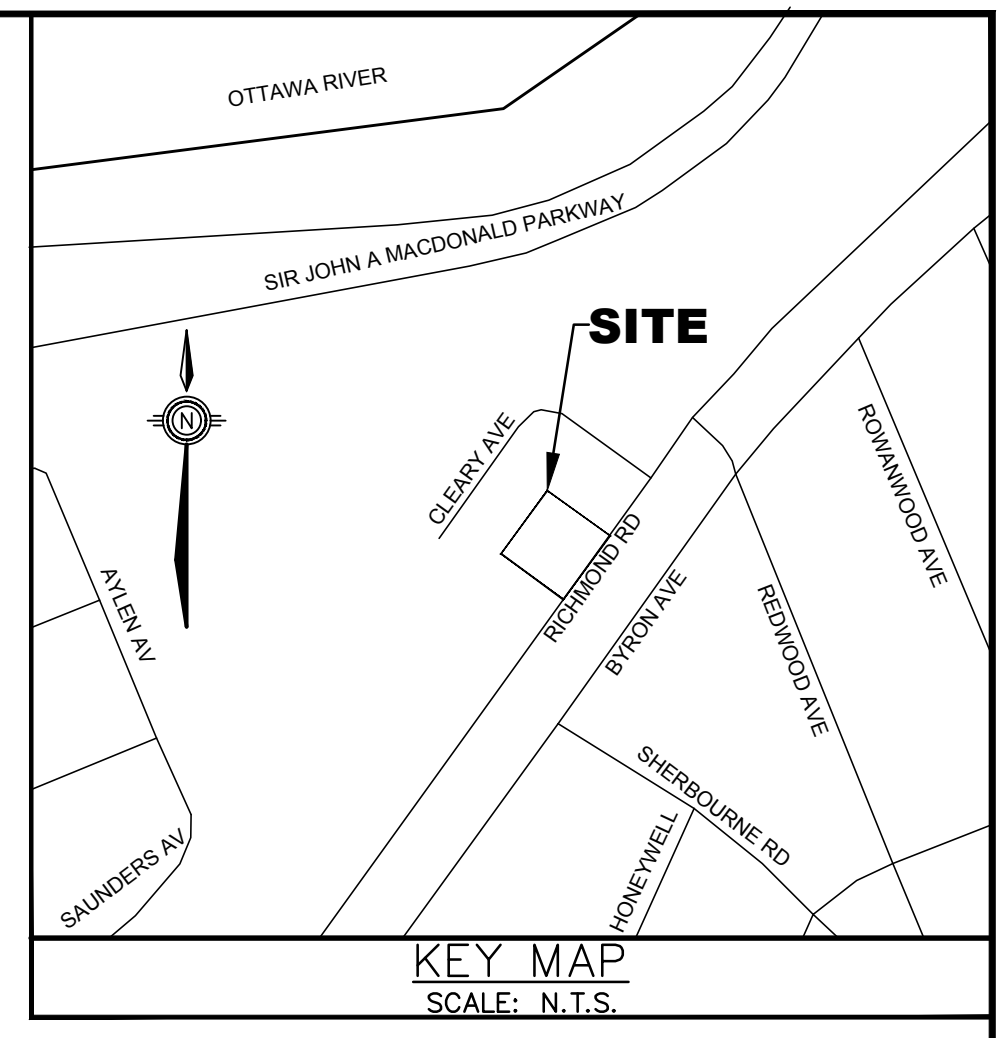 OTTAWA RIVER
SIR JOHN A MACDONALD PARKWAY
SITE
N
CLEARY AVE
ROWANWOOD AVE
RICHMOND RD
BYRON AVE
AYLEN AV
REDWOOD AVE
SHERBOURNE RD
HONEYWELL
SAUNDERS AV
KEY MAP
SCALE: N.T.S.